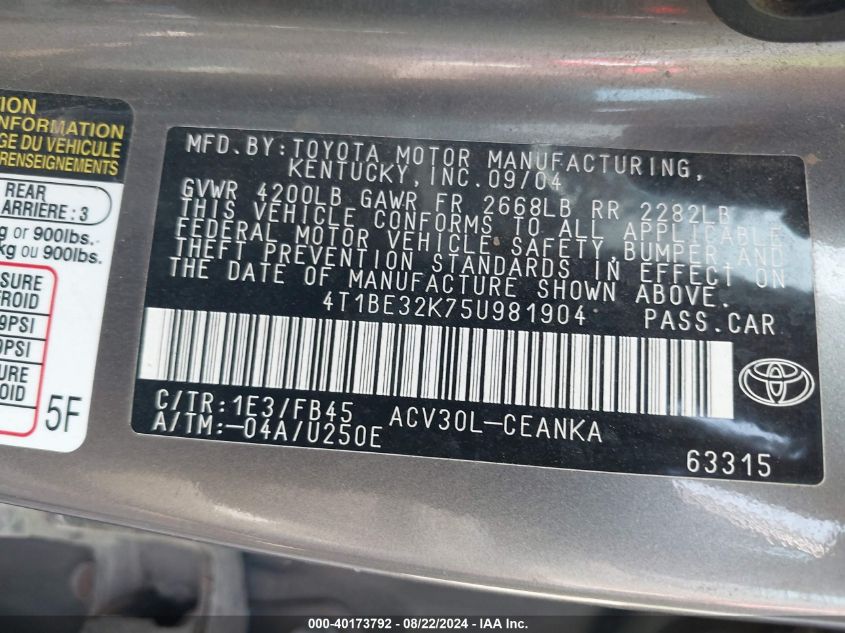 TION
INFORMATION
GE DU VÉHICULE
RENSEIGNEMENTS
REAR
ARRIÈRE : 3
g or 900lbs.
kg ou 900lbs.
SURE
FROID
9PSI
9PSI
SURE
ROID
5F
MFD.BY:TOYOTA MOTOR MANUFACTURING,
KENTUCKY,INC.09/04
GVWR 4200LB GAWR FR 2668LB RR 2282LB
THIS VEHICLE CONFORMS TO ALL APPLICABLE
FEDERAL MOTOR VEHICLE SAFETY,BUMPER,AND
THEFT PREVENTION STANDARDS IN EFFECT ON
THE DATE OF MANUFACTURE SHOWN ABOVE.
4T1BE32K75U981904 PASS.CAR
C/TR:1E3/FB45 ACV30L-CEANKA
A/TM:-04A/U250E
63315
000-40173792 - 08/22/2024 - IAA Inc.